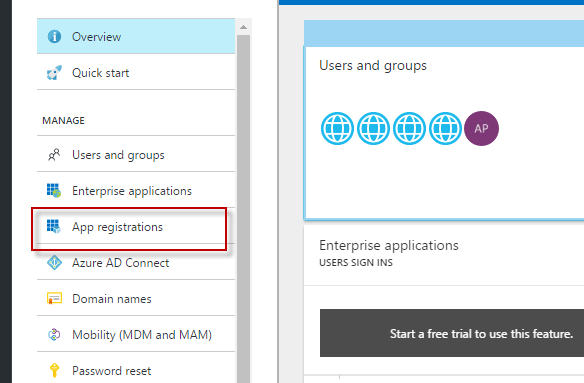 Overview
Quick start
MANAGE
Users and groups
Enterprise applications
App registrations
Azure AD Connect
Domain names
Mobility (MDM and MAM)
Password reset
Users and groups
AP
Enterprise applications
USERS SIGN INS
Start a free trial to use this feature.